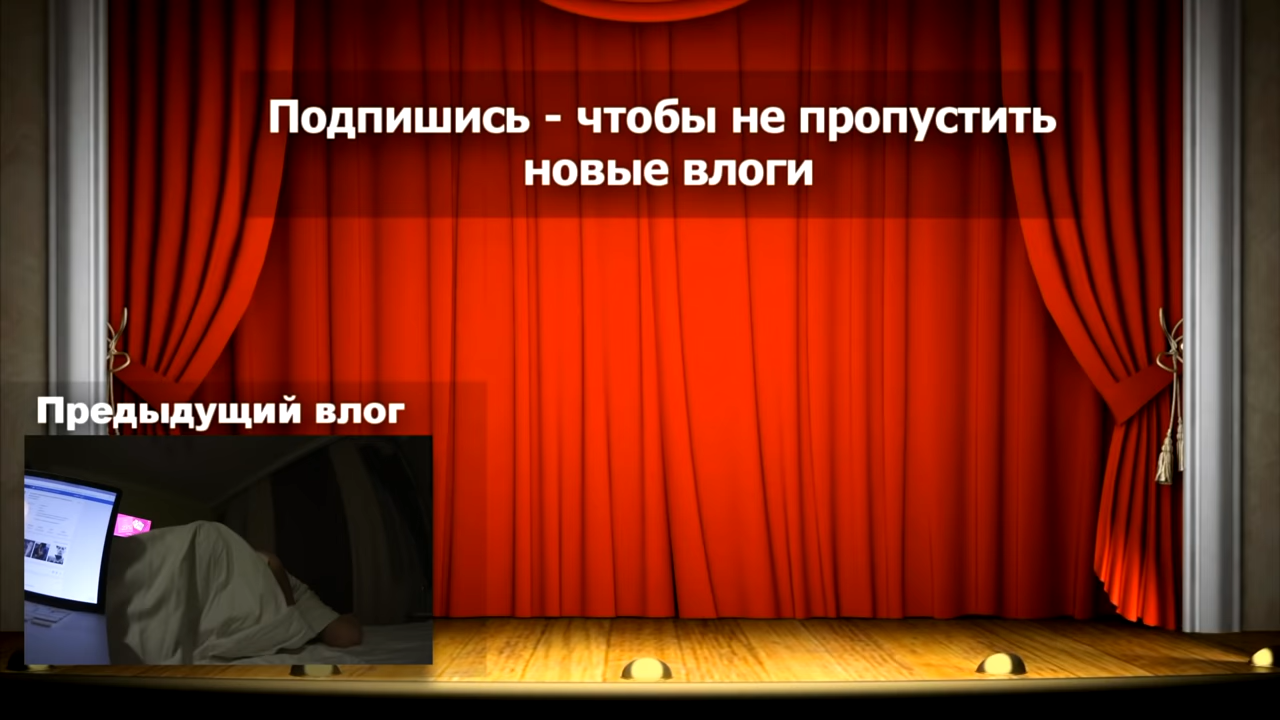 Подпишись - чтобы не пропустить
новые влоги
Предыдущий влог